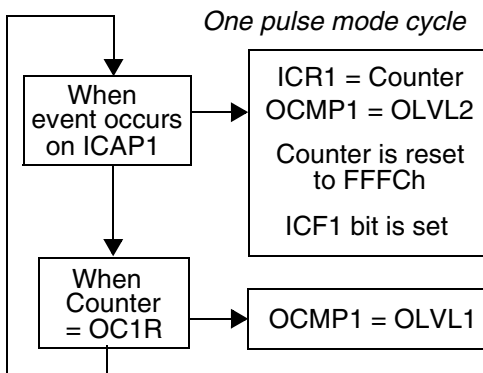 One pulse mode cycle
When
event occurs
on ICAP1
ICR1 = Counter
OCMP1 = OLVL2
Counter is reset
to FFFCh
ICF1 bit is set
When
Counter
= OC1R
OCMP1 = OLVL1